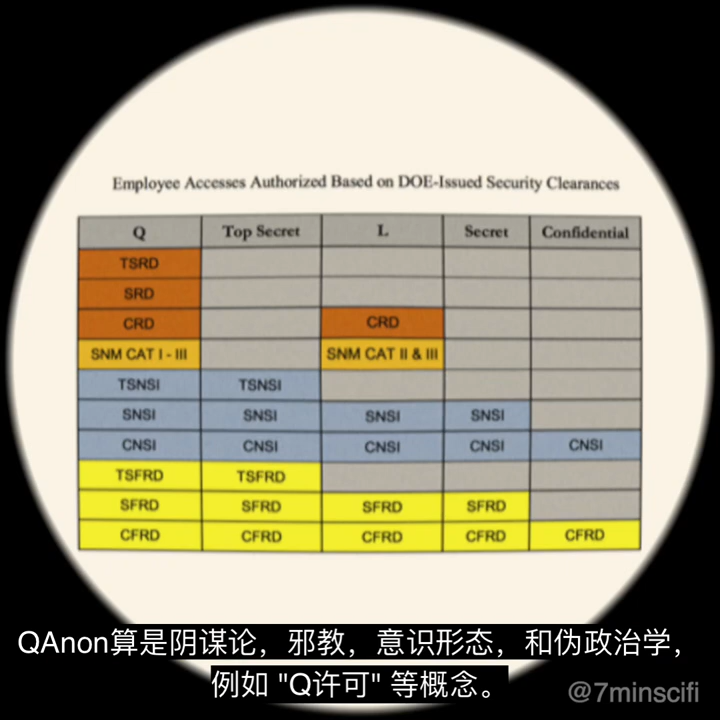 Employee Accesses Authorized Based on DOE-Issued Security Clearances
Q Top Secret L Secret Confidential
TSRD
SRD
CRD CRD
SNM CAT I - III SNM CAT II & III
TSNSI TSNSI
SNSI SNSI SNSI SNSI
CNSI CNSI CNSI CNSI CNSI
TSFRD TSFRD
SFRD SFRD SFRD SFRD
CFRD CFRD CFRD CFRD CFRD
QAnon算是阴谋论，邪教，意识形态，和伪政治学，
例如 "Q许可" 等概念。
@7minscifi